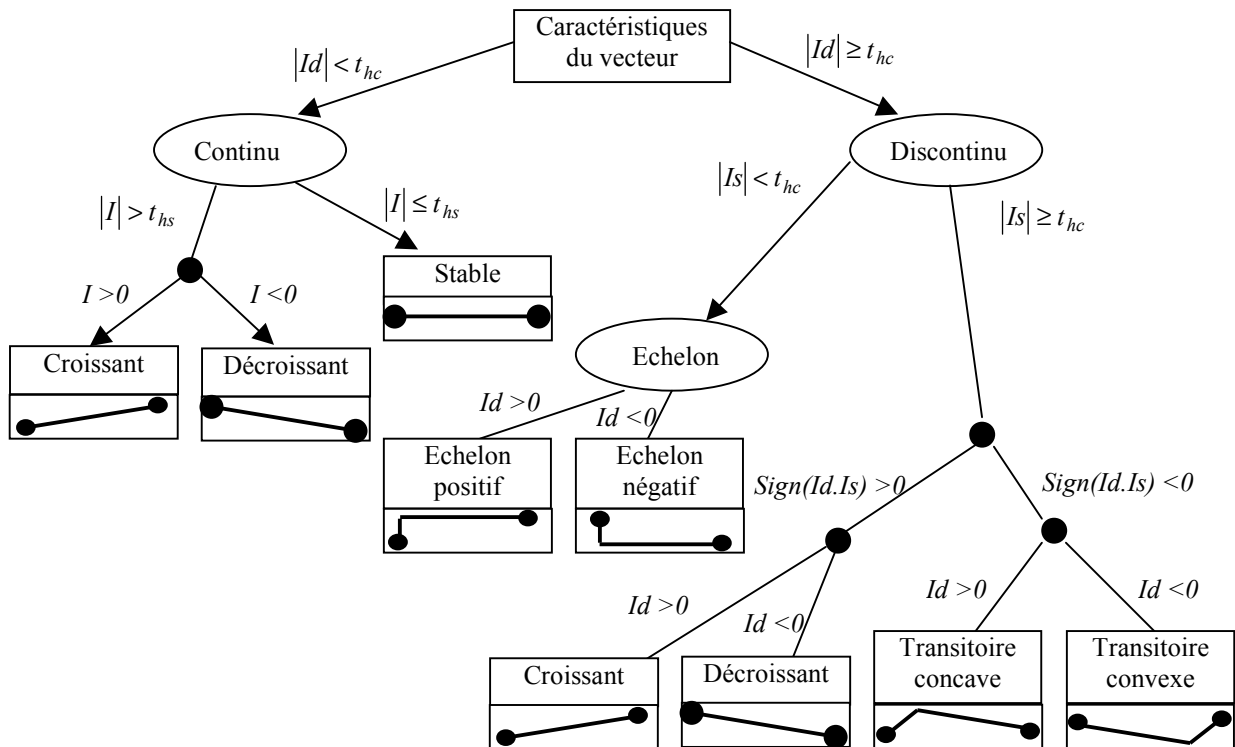 Caractéristiques
du vecteur
|Id| < t_hc
|Id| ≥ t_hc
Continu
Discontinu
|I| > t_hs
|I| ≤ t_hs
|Is| < t_hc
|Is| ≥ t_hc
Stable
I >0
I <0
Croissant
Décroissant
Echelon
Id >0
Id <0
Echelon
positif
Echelon
négatif
Sign(Id.Is) >0
Sign(Id.Is) <0
Id >0
Id <0
Id >0
Id <0
Croissant
Décroissant
Transitoire
concave
Transitoire
convexe